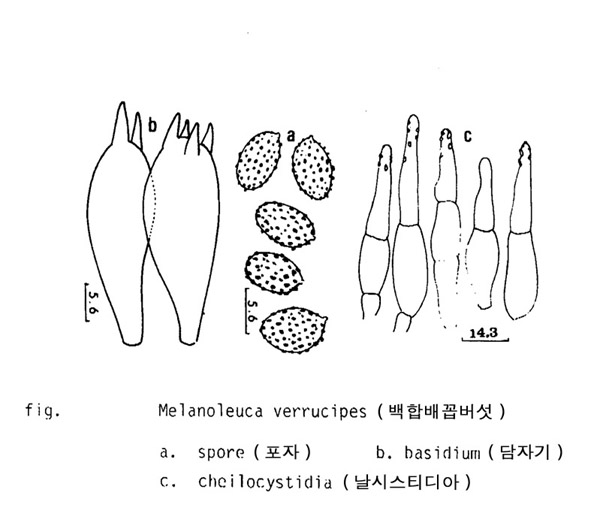 b
a
c
5.6
5.6
14.3
fig. Melanoleuca verrucipes ( 백합배꼽버섯 )
a. spore ( 포자 ) b. basidium ( 담자기 )
c. cheilocystidia ( 날시스티디아 )